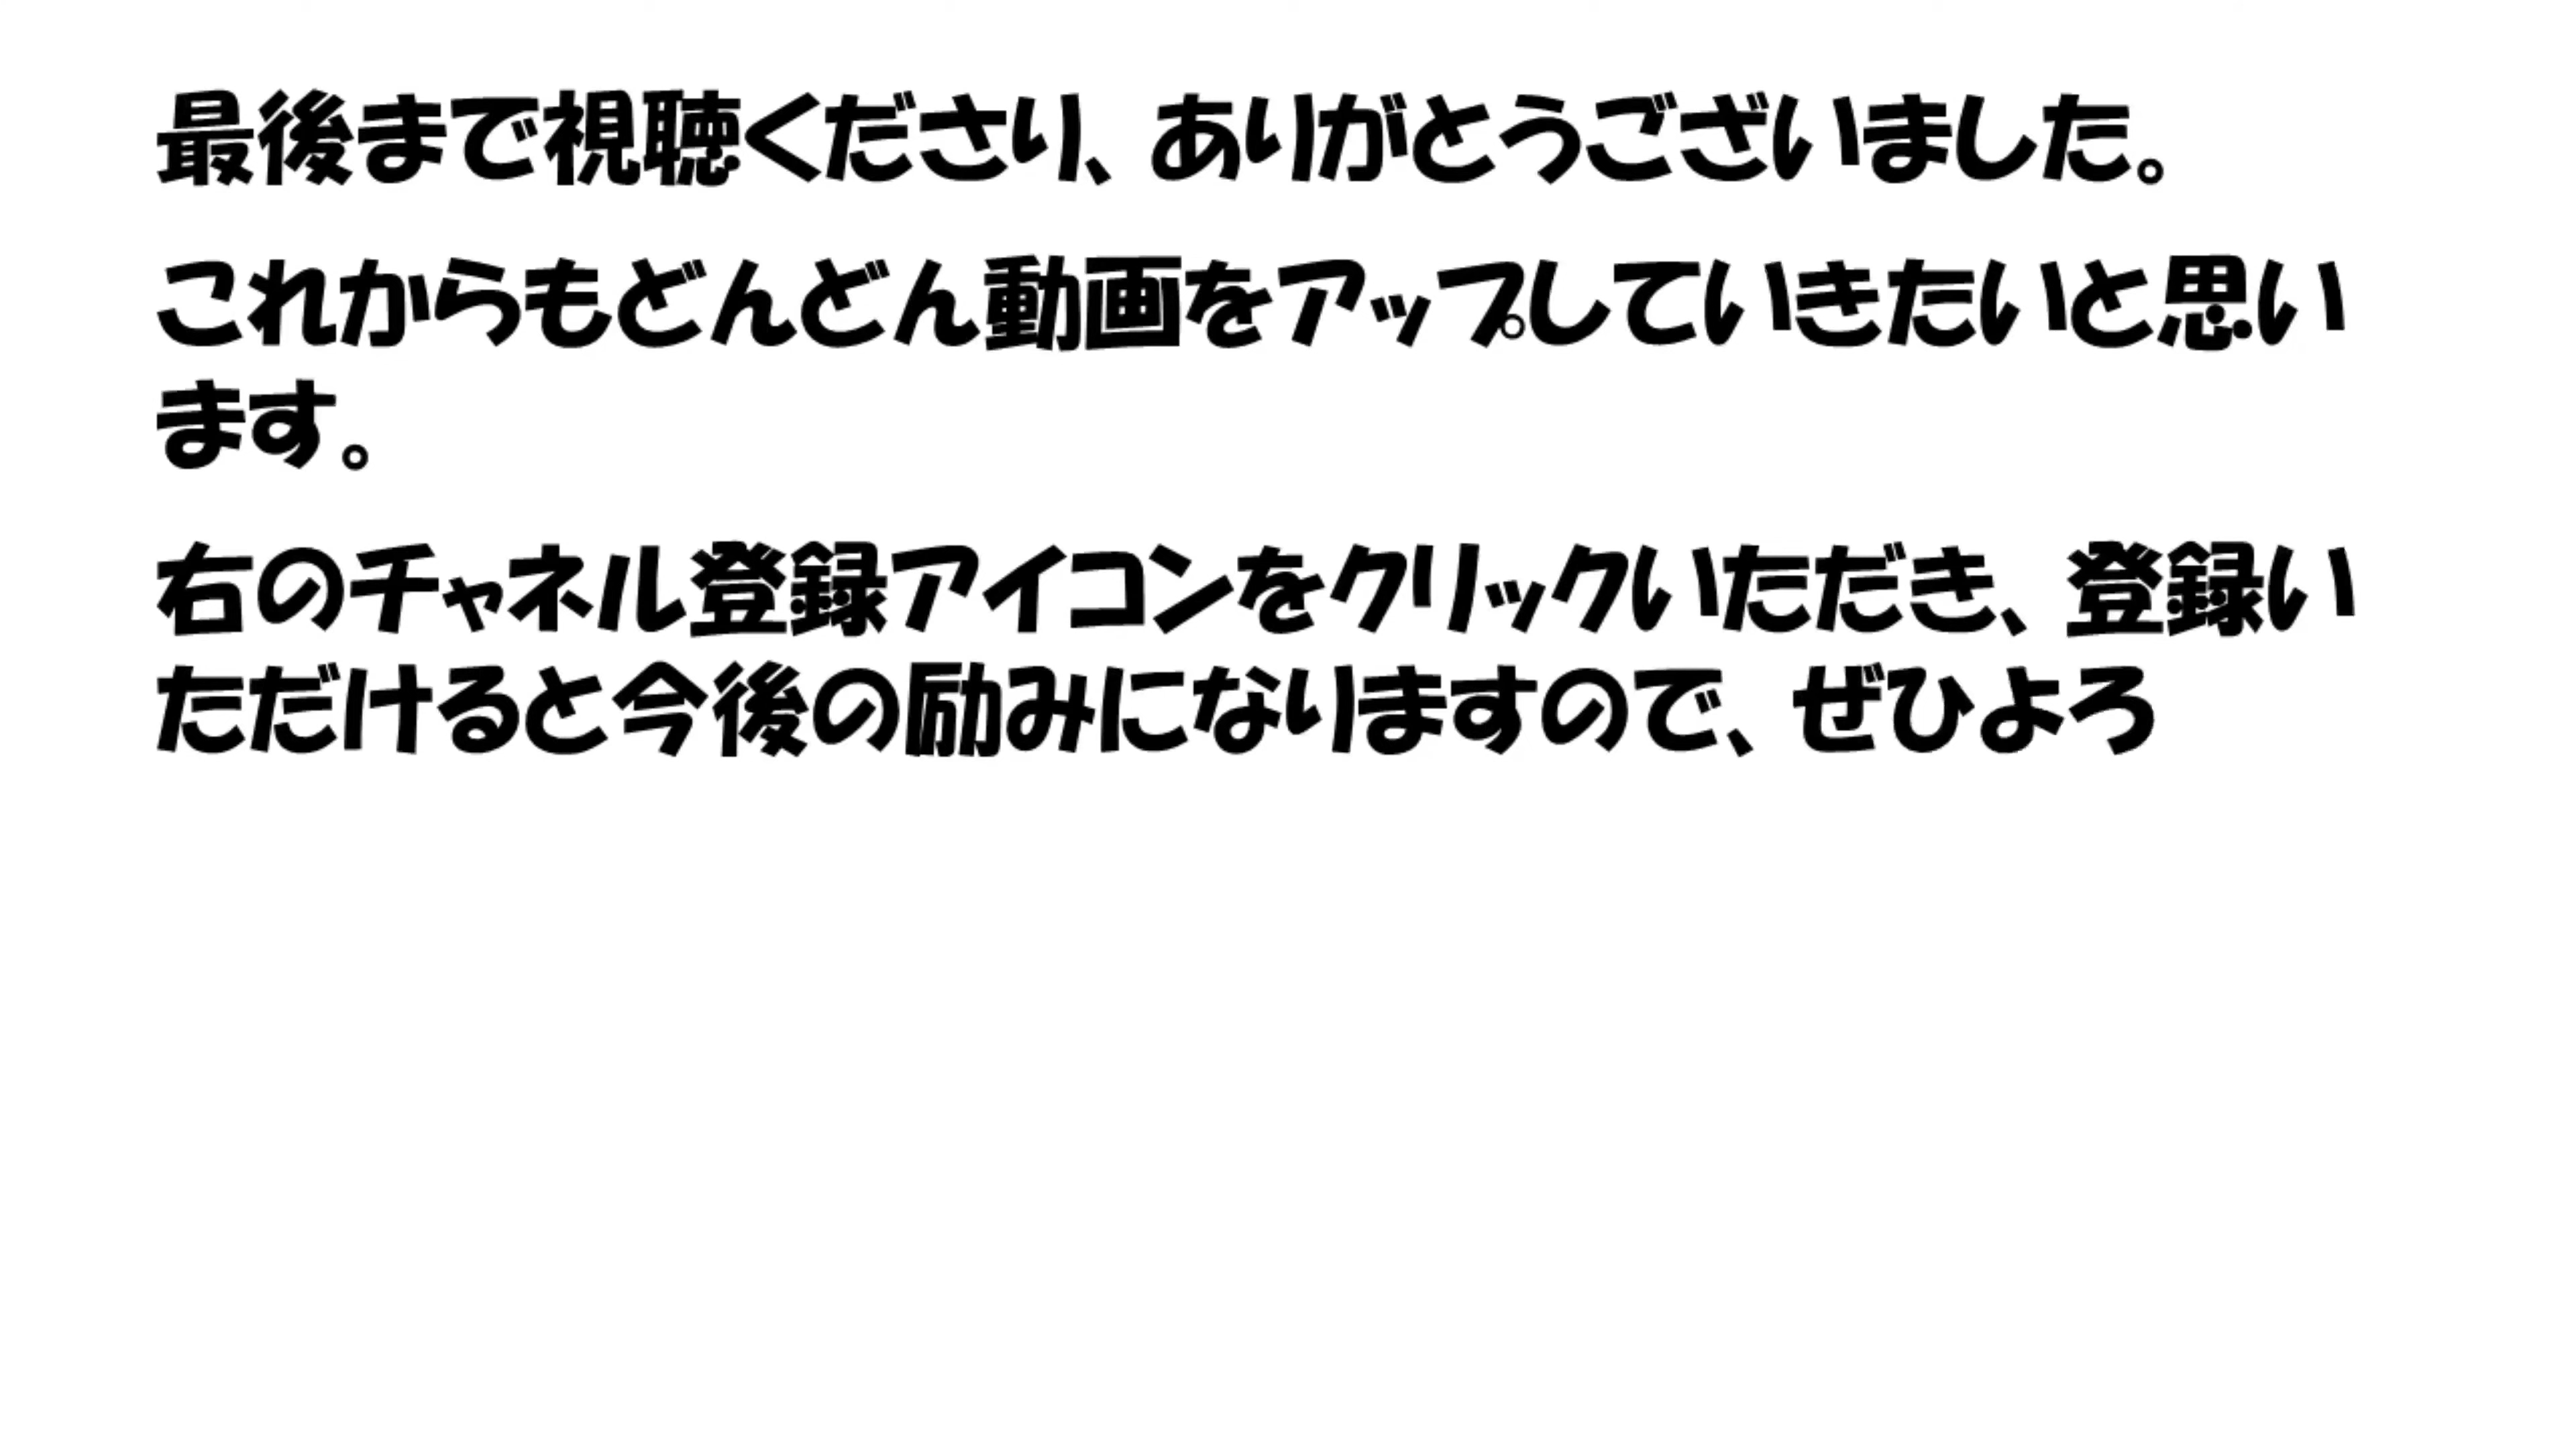 最後まで視聴くださり、ありがとうございました。
これからもどんどん動画をアップしていきたいと思い
ます。
右のチャネル登録アイコンをクリックいただき、登録い
ただけると今後の励みになりますので、ぜひよろ